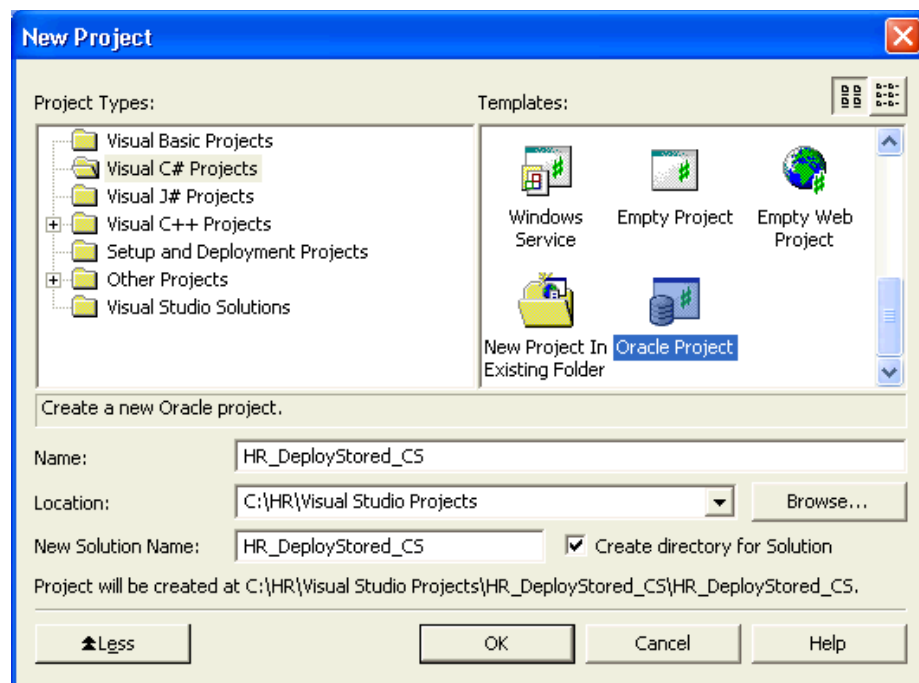 New Project
Project Types:
Templates:
Visual Basic Projects
Visual C# Projects
Visual J# Projects
Visual C++ Projects
Setup and Deployment Projects
Other Projects
Visual Studio Solutions
Windows Service
Empty Project
Empty Web Project
New Project In Existing Folder
Oracle Project
Create a new Oracle project.
Name:
HR_DeployStored_CS
Location:
C:\HR\Visual Studio Projects
Browse...
New Solution Name:
HR_DeployStored_CS
Create directory for Solution
Project will be created at C:\HR\Visual Studio Projects\HR_DeployStored_CS\HR_DeployStored_CS.
Less
OK
Cancel
Help